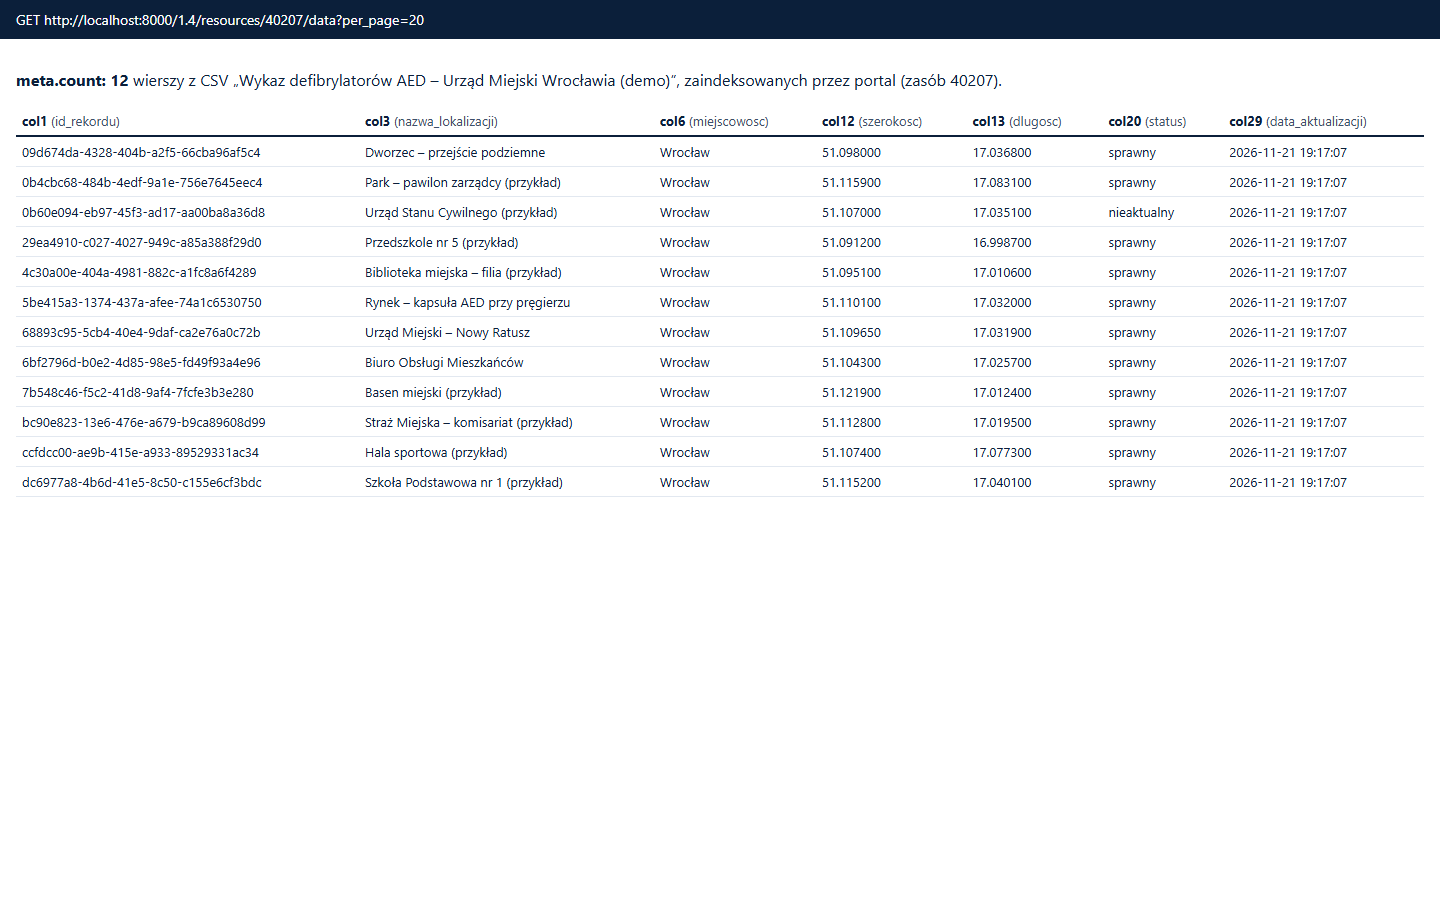 GET http://localhost:8000/1.4/resources/40207/data?per_page=20
meta.count: 12 wierszy z CSV „Wykaz defibrylatorów AED – Urząd Miejski Wrocławia (demo)”, zaindeksowanych przez portal (zasób 40207).
col1 (id_rekordu) col3 (nazwa_lokalizacji) col6 (miejscowosc) col12 (szerokosc) col13 (dlugosc) col20 (status) col29 (data_aktualizacji)
09d674da-4328-404b-a2f5-66cba96af5c4 Dworzec – przejście podziemne Wrocław 51.098000 17.036800 sprawny 2026-11-21 19:17:07
0b4cbc68-484b-4edf-9a1e-756e7645eec4 Park – pawilon zarządcy (przykład) Wrocław 51.115900 17.083100 sprawny 2026-11-21 19:17:07
0b60e094-eb97-45f3-ad17-aa00ba8a36d8 Urząd Stanu Cywilnego (przykład) Wrocław 51.107000 17.035100 nieaktualny 2026-11-21 19:17:07
29ea4910-c027-4027-949c-a85a388f29d0 Przedszkole nr 5 (przykład) Wrocław 51.091200 16.998700 sprawny 2026-11-21 19:17:07
4c30a00e-404a-4981-882c-a1fc8a6f4289 Biblioteka miejska – filia (przykład) Wrocław 51.095100 17.010600 sprawny 2026-11-21 19:17:07
5be415a3-1374-437a-afee-74a1c6530750 Rynek – kapsuła AED przy pręgierzu Wrocław 51.110100 17.032000 sprawny 2026-11-21 19:17:07
68893c95-5cb4-40e4-9daf-ca2e76a0c72b Urząd Miejski – Nowy Ratusz Wrocław 51.109650 17.031900 sprawny 2026-11-21 19:17:07
6bf2796d-b0e2-4d85-98e5-fd49f93a4e96 Biuro Obsługi Mieszkańców Wrocław 51.104300 17.025700 sprawny 2026-11-21 19:17:07
7b548c46-f5c2-41d8-9af4-7fcfe3b3e280 Basen miejski (przykład) Wrocław 51.121900 17.012400 sprawny 2026-11-21 19:17:07
bc90e823-13e6-476e-a679-b9ca89608d99 Straż Miejska – komisariat (przykład) Wrocław 51.112800 17.019500 sprawny 2026-11-21 19:17:07
ccfdcc00-ae9b-415e-a933-89529331ac34 Hala sportowa (przykład) Wrocław 51.107400 17.077300 sprawny 2026-11-21 19:17:07
dc6977a8-4b6d-41e5-8c50-c155e6cf3bdc Szkoła Podstawowa nr 1 (przykład) Wrocław 51.115200 17.040100 sprawny 2026-11-21 19:17:07